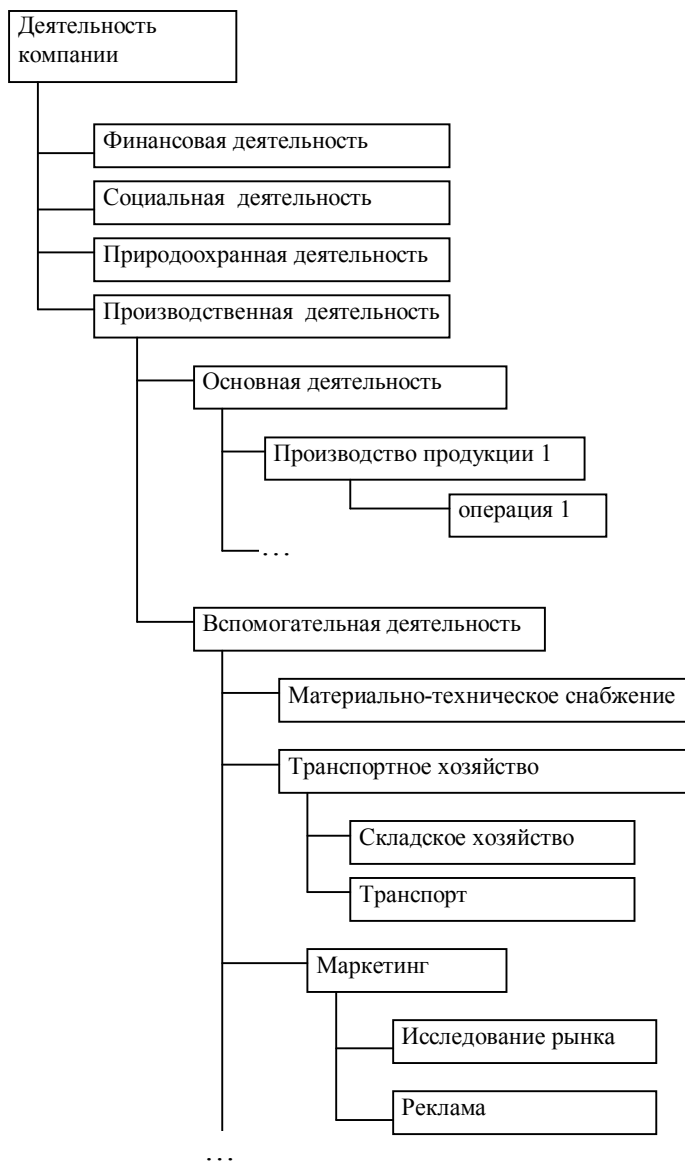 Деятельность
компании
Финансовая деятельность
Социальная деятельность
Природоохранная деятельность
Производственная деятельность
Основная деятельность
Производство продукции 1
операция 1
...
Вспомогательная деятельность
Материально-техническое снабжение
Транспортное хозяйство
Складское хозяйство
Транспорт
Маркетинг
Исследование рынка
Реклама
...